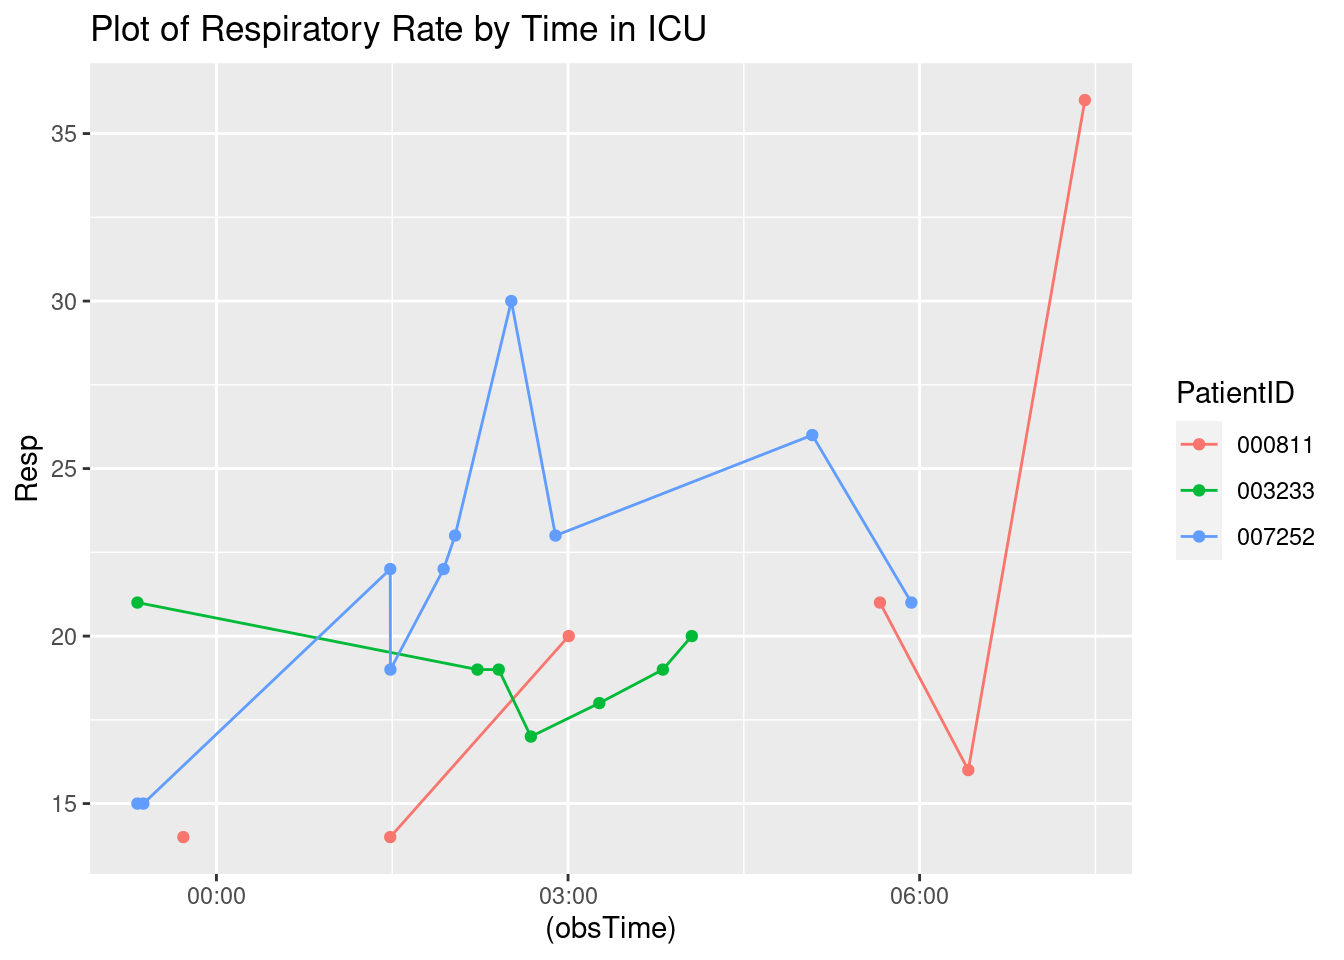 Plot of Respiratory Rate by Time in ICU
35
30
25
20
15
Resp
00:00
03:00
06:00
(obsTime)
PatientID
000811
003233
007252